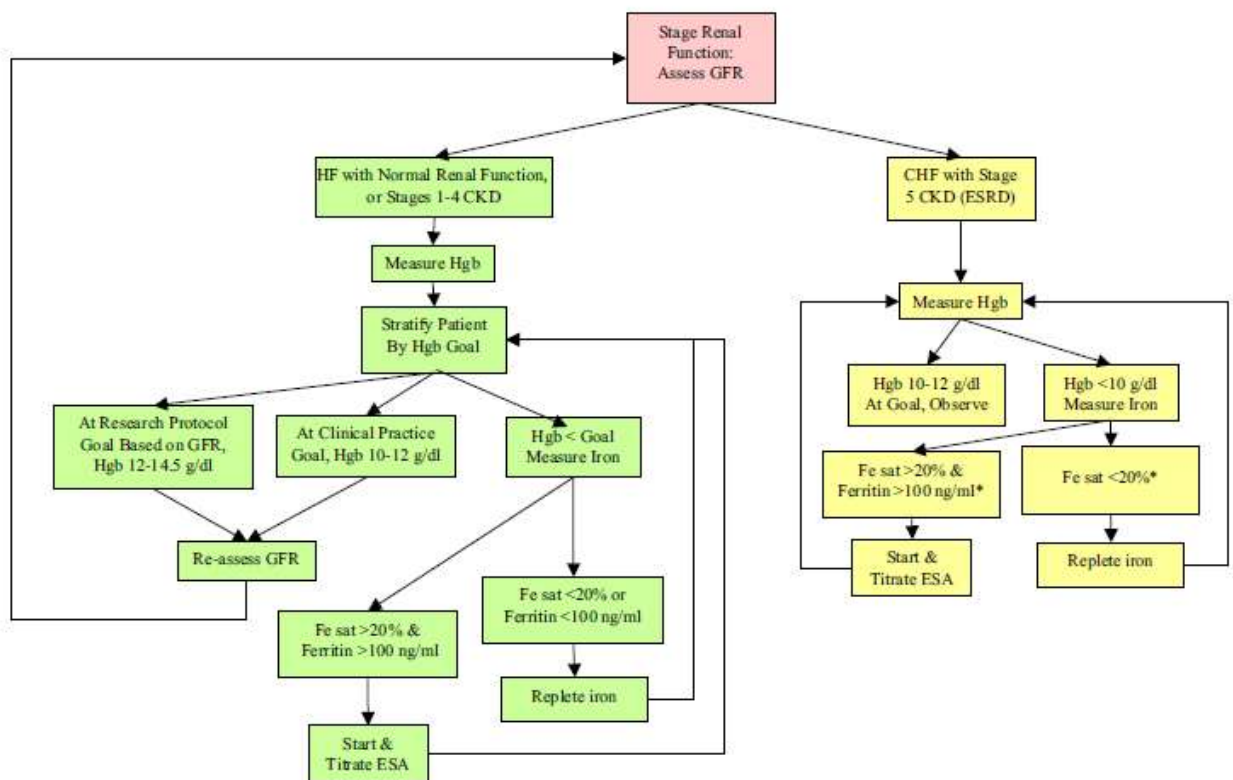 Stage Renal
Function:
Assess GFR
HF with Normal Renal Function,
or Stages 1-4 CKD
CHF with Stage
5 CKD (ESRD)
Measure Hgb
Measure Hgb
Stratify Patient
By Hgb Goal
Hgb 10-12 g/dl
At Goal, Observe
Hgb <10 g/dl
Measure Iron
At Research Protocol
Goal Based on GFR,
Hgb 12-14.5 g/dl
At Clinical Practice
Goal, Hgb 10-12 g/dl
Hgb < Goal
Measure Iron
Fe sat >20% &
Ferritin >100 ng/ml*
Fe sat <20%*
Re-assess GFR
Start &
Titrate ESA
Replete iron
Fe sat >20% &
Ferritin >100 ng/ml
Fe sat <20% or
Ferritin <100 ng/ml
Replete iron
Start &
Titrate ESA